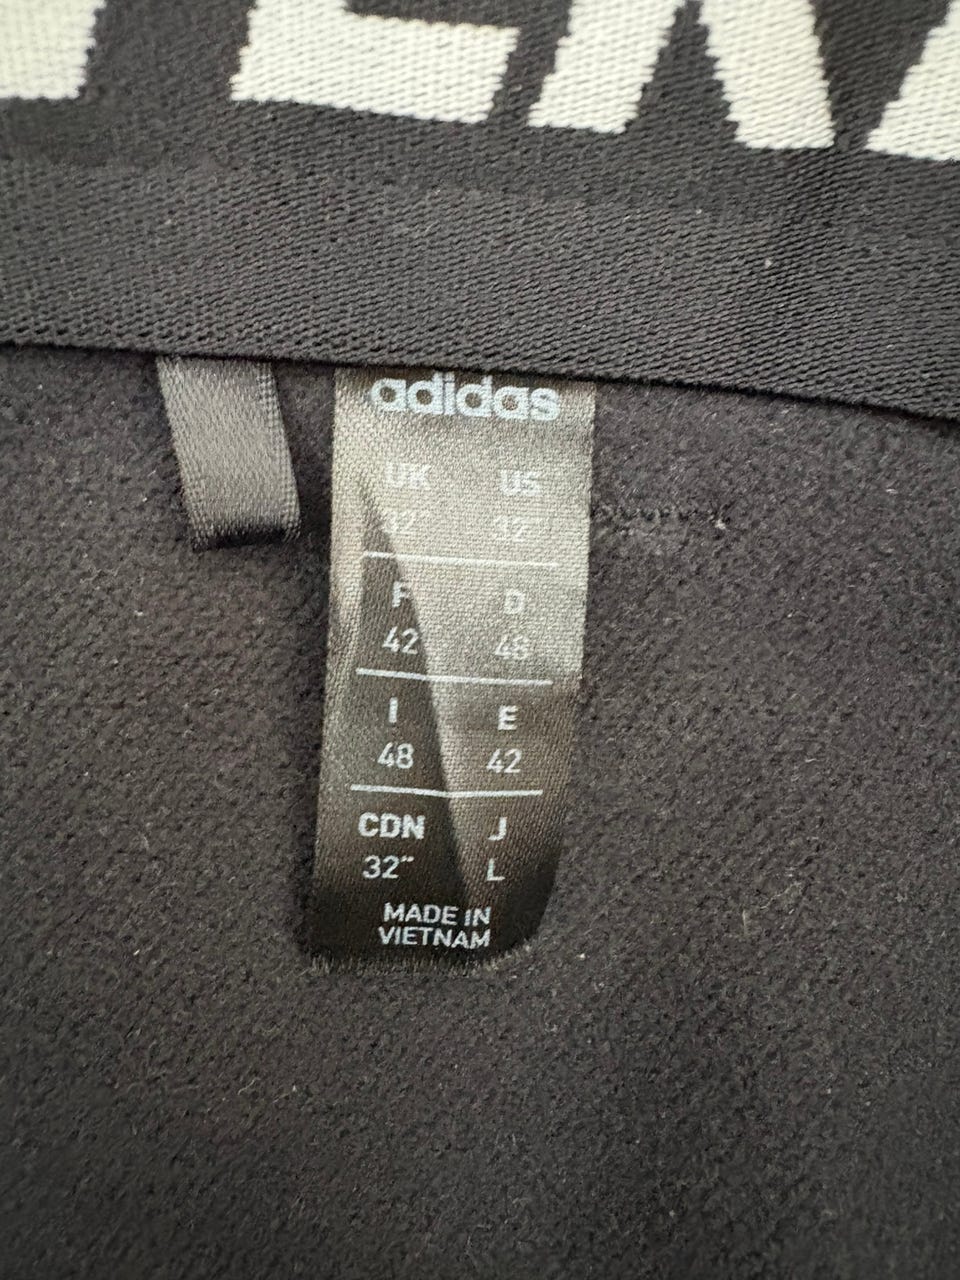 adidas
UK US
32" 32"
F D
42 48
I E
48 42
CDN J
32" L
MADE IN
VIETNAM